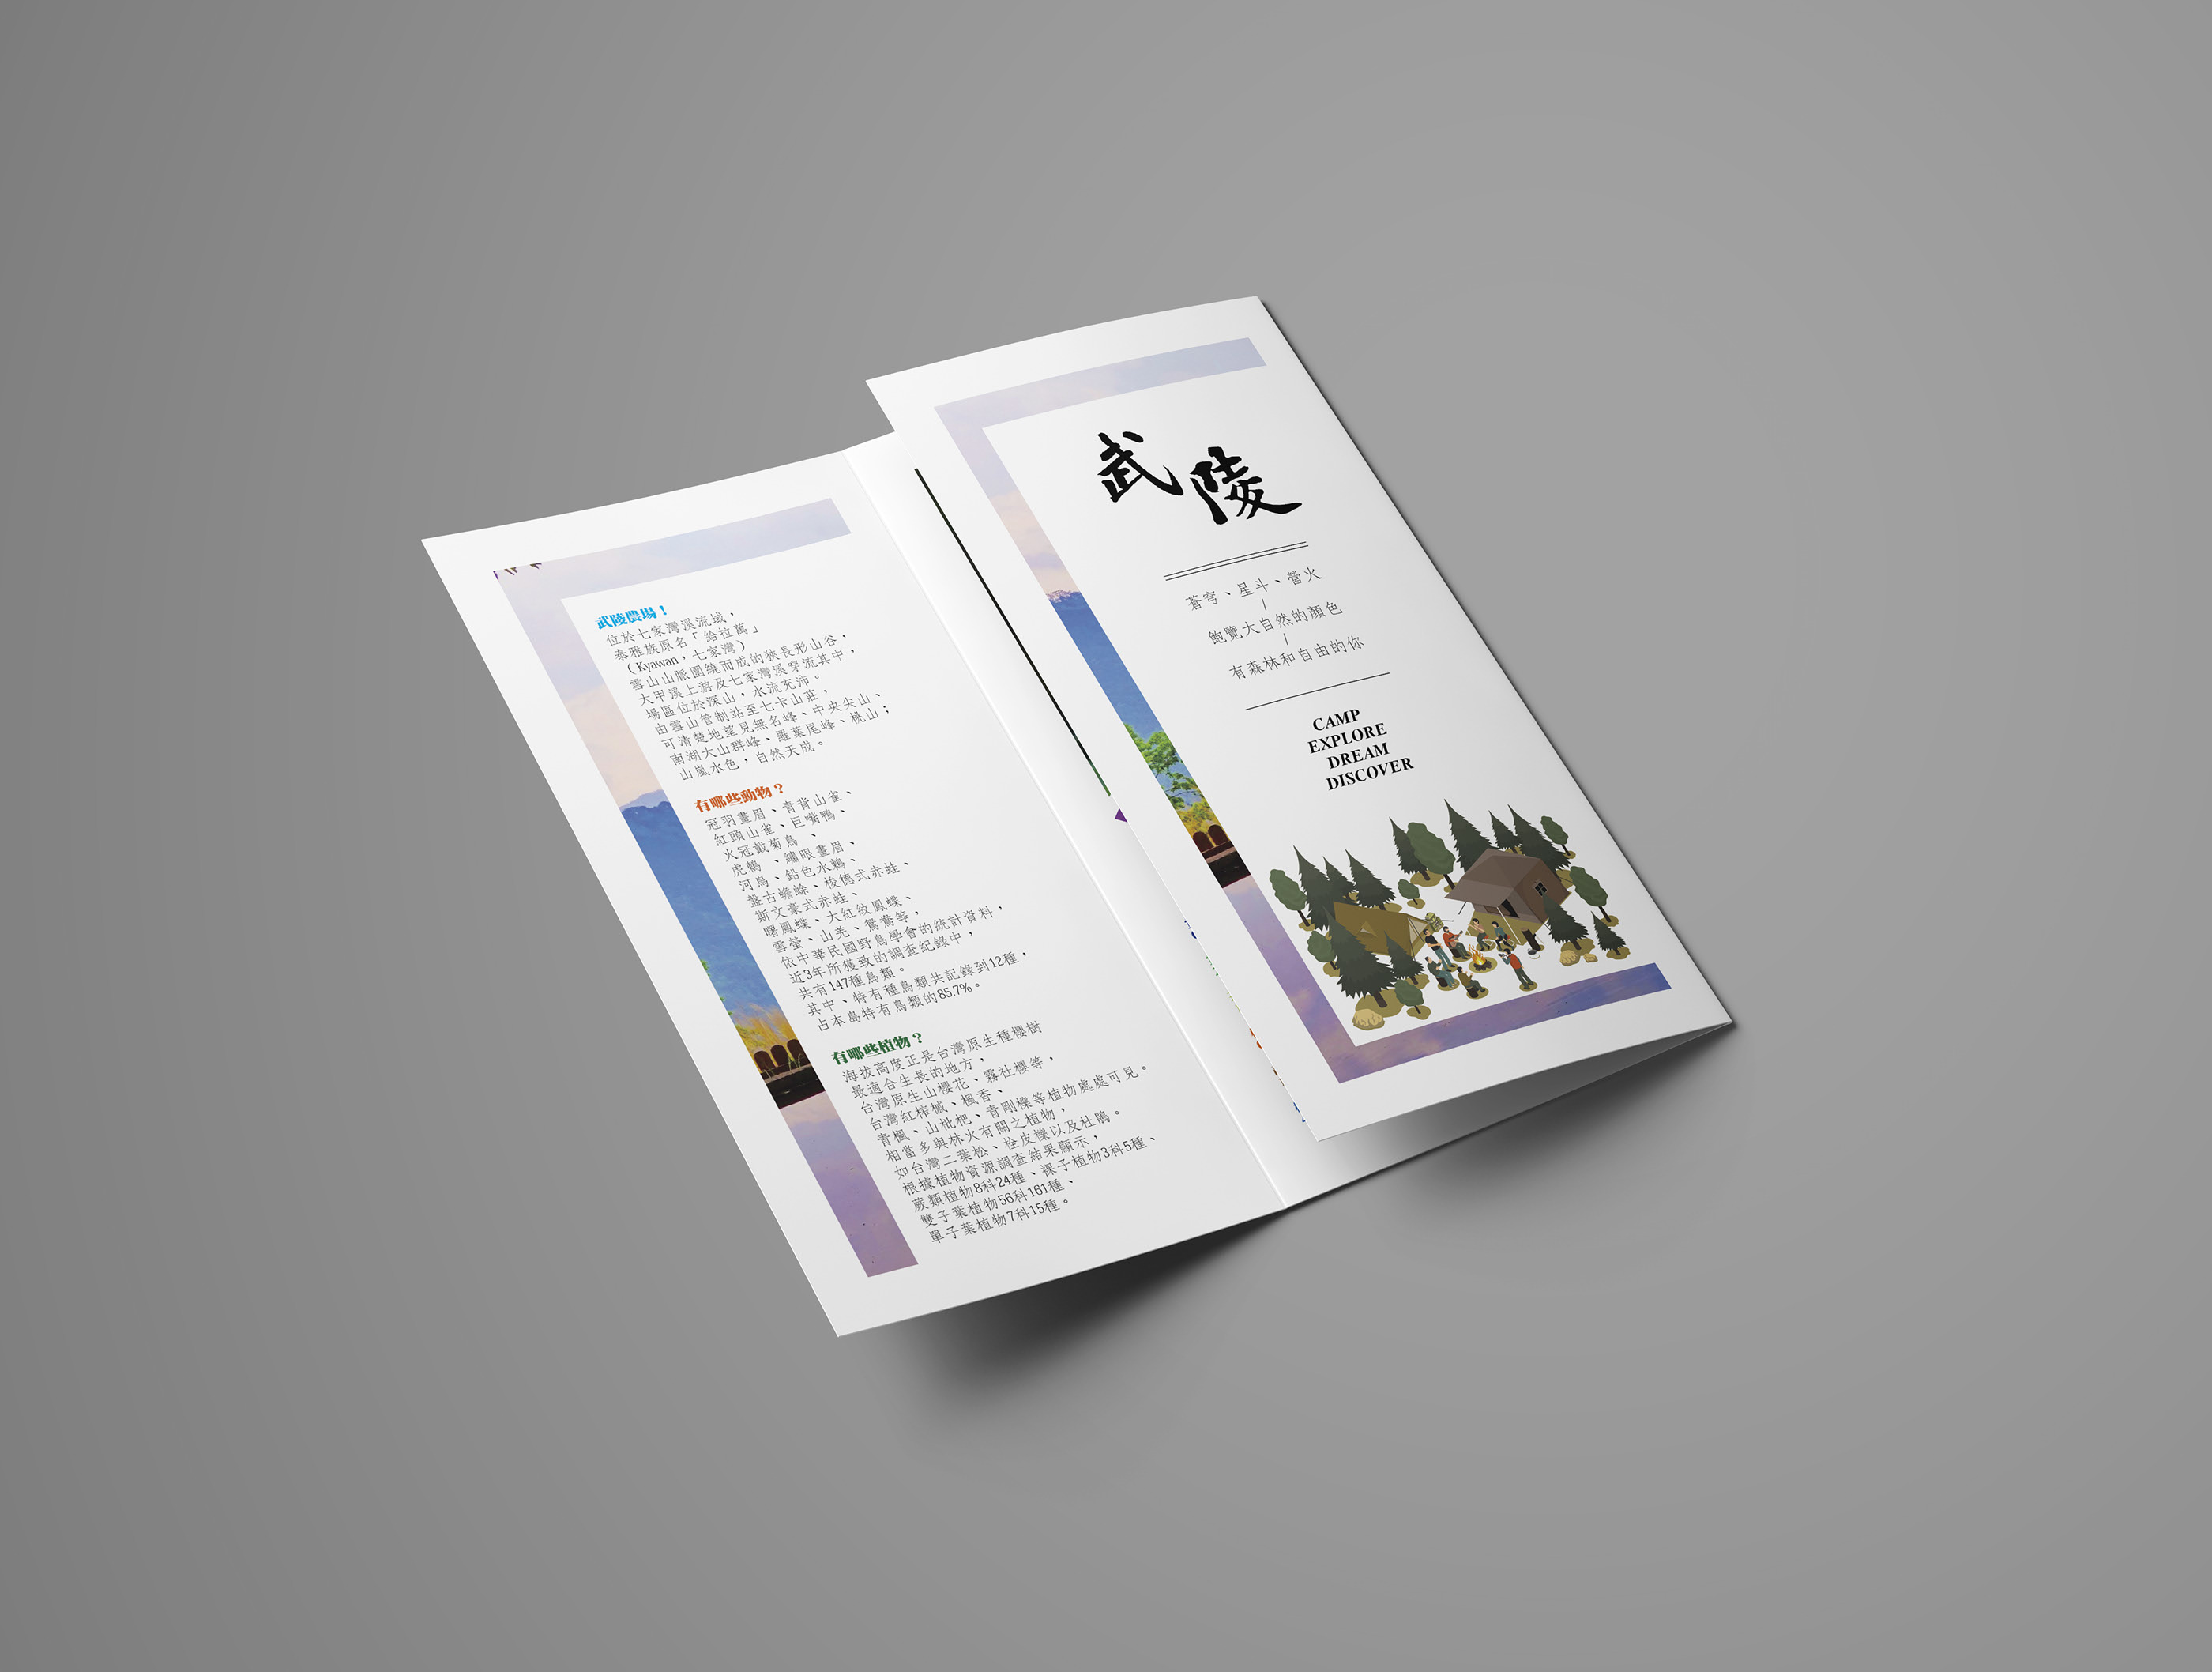 武陵農場！
位於七家灣溪流域，
泰雅族原名「給拉萬」
（Kyawan，七家灣）
雪山山脈圍繞而成的狹長形山谷，
大甲溪上游及七家灣溪穿流其中，
場區位於深山，水流充沛。
由雪山管制站至七卡山莊，
可清楚地望見無名峰、中央尖山、
南湖大山群峰、羅葉尾峰、桃山；
山嵐水色，自然天成。
有哪些動物？
冠羽畫眉、青背山雀、
紅頭山雀、巨嘴鴉、
火冠戴菊鳥、
虎鶇、繡眼畫眉、
河鳥、鉛色水鶇、
盤古蟾蜍、梭德式赤蛙、
斯文豪式赤蛙、
曙鳳蝶、大紅紋鳳蝶、
雪螢、山羌、鴛鴦等，
依中華民國野鳥學會的統計資料，
近3年所獲致的調查紀錄中，
共有147種鳥類。
其中、特有種鳥類共記錄到12種，
占本島特有鳥類的85.7%。
有哪些植物？
海拔高度正是台灣原生種櫻樹
最適合生長的地方，
台灣原生山櫻花、霧社櫻等，
台灣紅榨槭、楓香、
青楓、山枇杷、青剛櫟等植物處處可見。
相當多與林火有關之植物，
如台灣二葉松、栓皮櫟以及杜鵑。
根據植物資源調查結果顯示，
蕨類植物8科24種、裸子植物3科5種、
雙子葉植物56科161種、
單子葉植物7科15種。
武陵
蒼穹、星斗、營火
|
飽覽大自然的顏色
|
有森林和自由的你
CAMP
EXPLORE
DREAM
DISCOVER